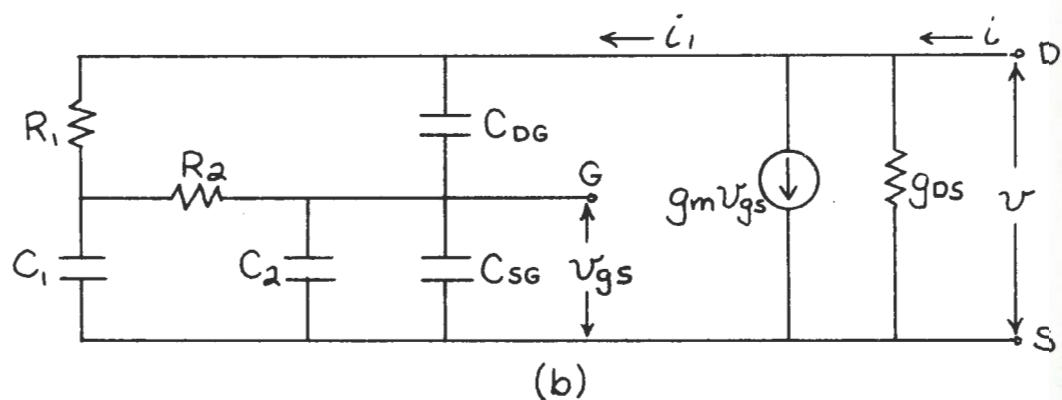 ← i₁
← i
D
R₁
C_DG
R₂
G
g_m v_gs
g_DS
v
C₁
C₂
C_SG
v_gs
S
(b)